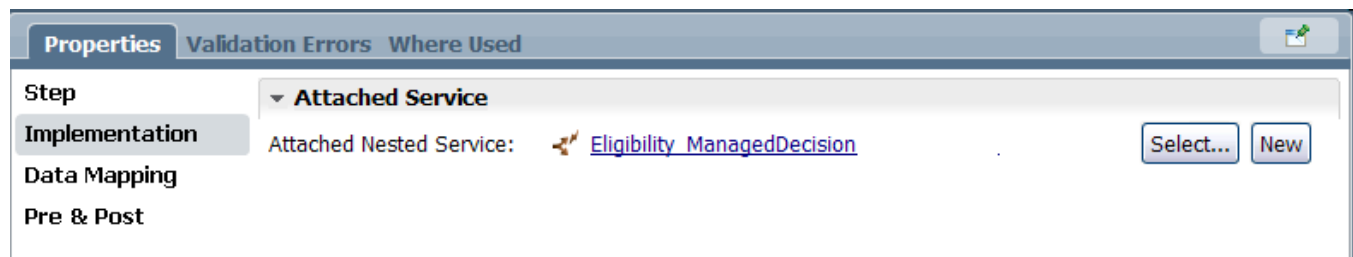 Properties Validation Errors Where Used
Step
Attached Service
Implementation
Attached Nested Service: Eligibility_ManagedDecision Select... New
Data Mapping
Pre & Post